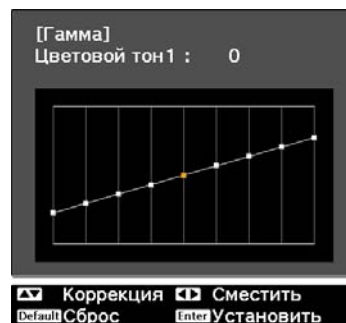 [Гамма]
Цветовой тон1 : 0
Коррекция Сместить
Default Сброс Enter Установить